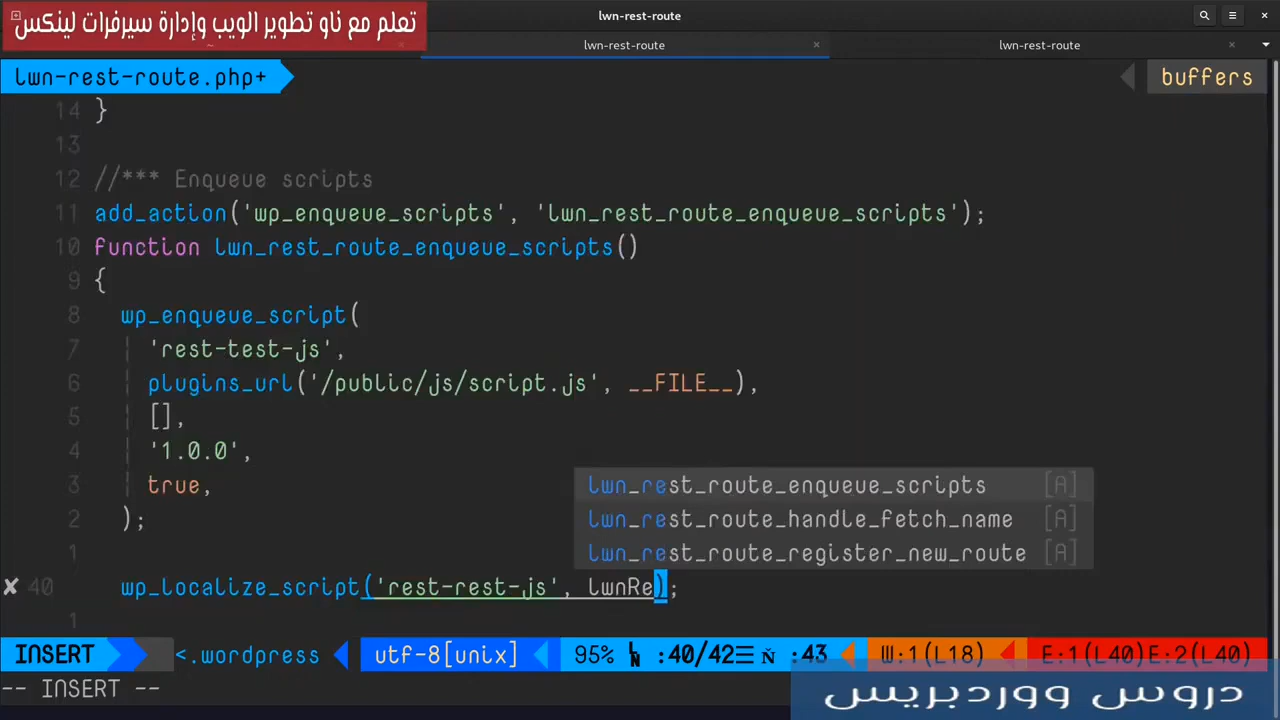 تعلم مع ناو تطوير الويب وإدارة سيرفرات لينكس
lwn-rest-route
lwn-rest-route
lwn-rest-route
lwn-rest-route.php+
buffers
14 }
13
12 //*** Enqueue scripts
11 add_action('wp_enqueue_scripts', 'lwn_rest_route_enqueue_scripts');
10 function lwn_rest_route_enqueue_scripts()
9 {
8 wp_enqueue_script(
7 'rest-test-js',
6 plugins_url('/public/js/script.js', __FILE__),
5 [],
4 '1.0.0',
3 true,
2 );
1
✘ 40 wp_localize_script('rest-rest-js', lwnRe);
1
lwn_rest_route_enqueue_scripts [A]
lwn_rest_route_handle_fetch_name [A]
lwn_rest_route_register_new_route [A]
INSERT <.wordpress utf-8[unix] 95% :40/42 :43 W:1(L18) E:1(L40)E:2(L40)
-- INSERT --
دروس ووردبريس